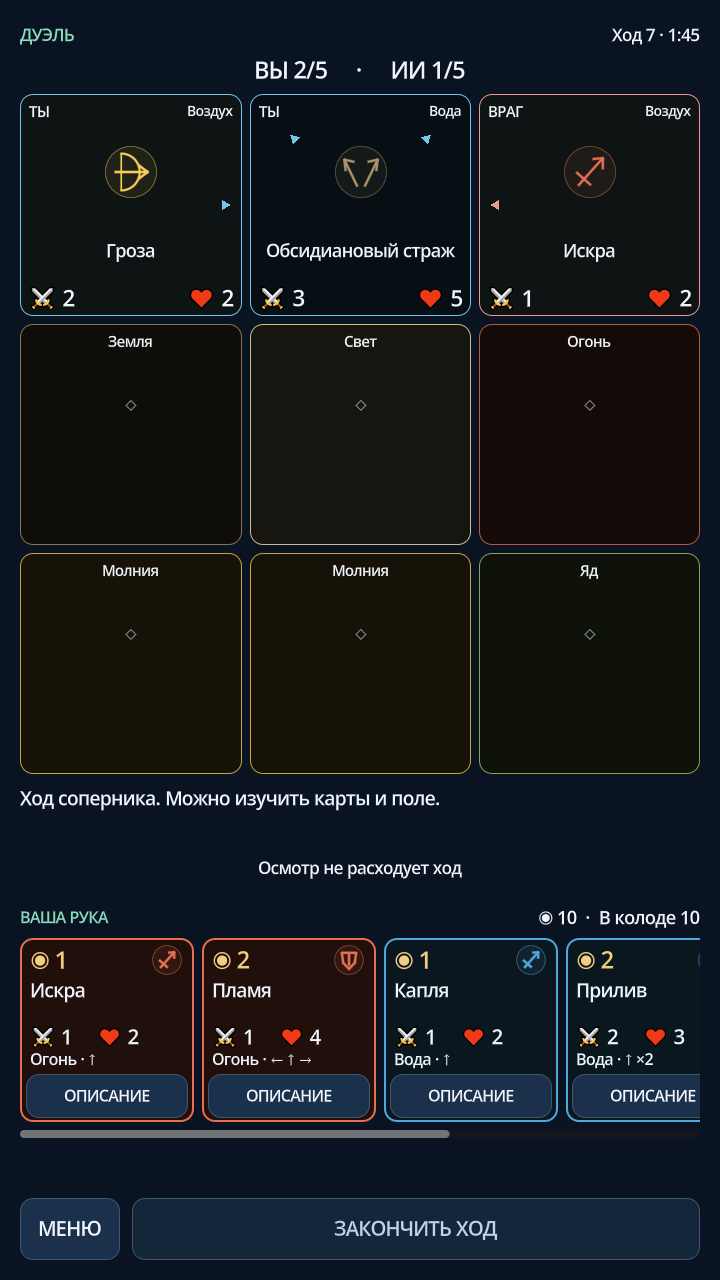 ДУЭЛЬ
Ход 7 · 1:45
ВЫ 2/5 · ИИ 1/5
ТЫ Воздух
Гроза
2 2
ТЫ Вода
Обсидиановый страж
3 5
ВРАГ Воздух
Искра
1 2
Земля
Свет
Огонь
Молния
Молния
Яд
Ход соперника. Можно изучить карты и поле.
Осмотр не расходует ход
ВАША РУКА
◉ 10 · В колоде 10
◉ 1
Искра
1 2
Огонь · ↑
ОПИСАНИЕ
◉ 2
Пламя
1 4
Огонь · ← ↑ →
ОПИСАНИЕ
◉ 1
Капля
1 2
Вода · ↑
ОПИСАНИЕ
◉ 2
Прилив
2 3
Вода · ↑ ×2
ОПИСАНИЕ
МЕНЮ
ЗАКОНЧИТЬ ХОД